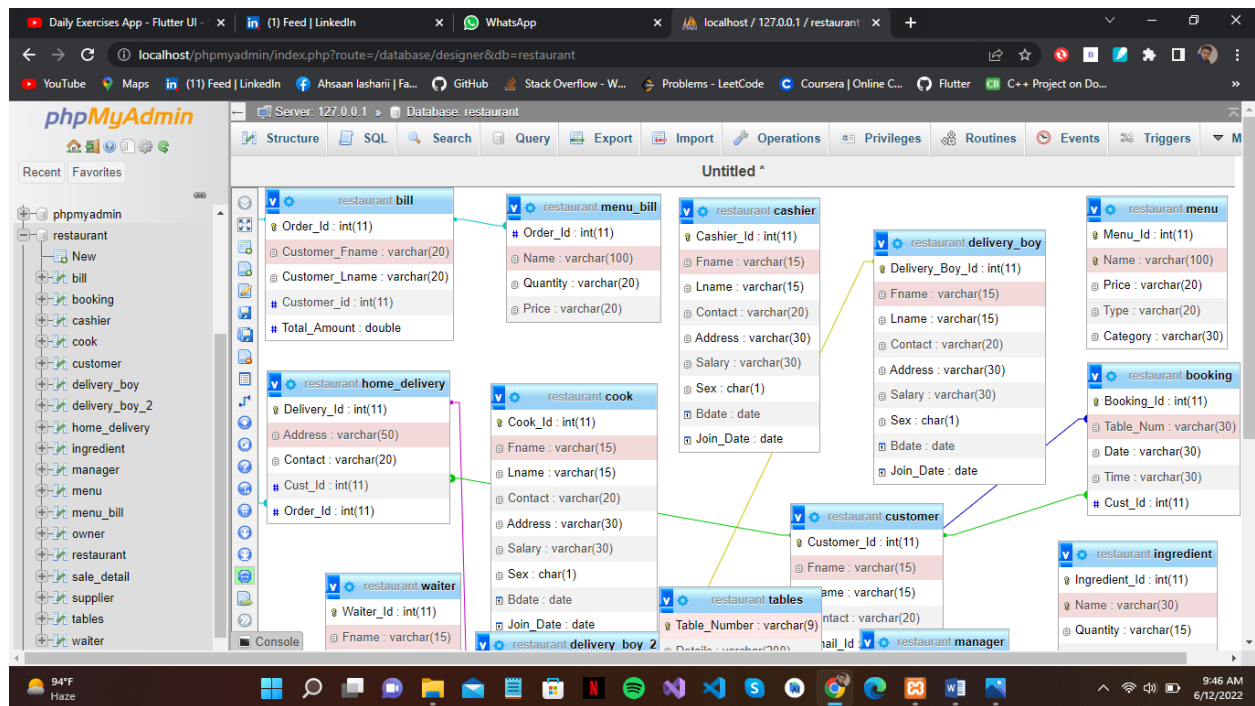 Daily Exercises App - Flutter UI -
(1) Feed | LinkedIn
WhatsApp
localhost / 127.0.0.1 / restaurant
localhost/phpmyadmin/index.php?route=/database/designer&db=restaurant
YouTube
Maps
(11) Feed | LinkedIn
Ahsaan lasharii | Fa...
GitHub
Stack Overflow - W...
Problems - LeetCode
Coursera | Online C...
Flutter
C++ Project on Do...
phpMyAdmin
Recent Favorites
phpmyadmin
restaurant
New
bill
booking
cashier
cook
customer
delivery_boy
delivery_boy_2
home_delivery
ingredient
manager
menu
menu_bill
owner
restaurant
sale_detail
supplier
tables
waiter
Server: 127.0.0.1 » Database: restaurant
Structure SQL Search Query Export Import Operations Privileges Routines Events Triggers M
Untitled *
restaurant bill
Order_Id : int(11)
Customer_Fname : varchar(20)
Customer_Lname : varchar(20)
Customer_id : int(11)
Total_Amount : double
restaurant menu_bill
Order_Id : int(11)
Name : varchar(100)
Quantity : varchar(20)
Price : varchar(20)
restaurant cashier
Cashier_Id : int(11)
Fname : varchar(15)
Lname : varchar(15)
Contact : varchar(20)
Address : varchar(30)
Salary : varchar(30)
Sex : char(1)
Bdate : date
Join_Date : date
restaurant delivery_boy
Delivery_Boy_Id : int(11)
Fname : varchar(15)
Lname : varchar(15)
Contact : varchar(20)
Address : varchar(30)
Salary : varchar(30)
Sex : char(1)
Bdate : date
Join_Date : date
restaurant menu
Menu_Id : int(11)
Name : varchar(100)
Price : varchar(20)
Type : varchar(20)
Category : varchar(30)
restaurant home_delivery
Delivery_Id : int(11)
Address : varchar(50)
Contact : varchar(20)
Cust_Id : int(11)
Order_Id : int(11)
restaurant cook
Cook_Id : int(11)
Fname : varchar(15)
Lname : varchar(15)
Contact : varchar(20)
Address : varchar(30)
Salary : varchar(30)
Sex : char(1)
Bdate : date
Join_Date : date
restaurant booking
Booking_Id : int(11)
Table_Num : varchar(30)
Date : varchar(30)
Time : varchar(30)
Cust_Id : int(11)
restaurant customer
Customer_Id : int(11)
Fname : varchar(15)
ame : varchar(15)
ntact : varchar(20)
ail_Id :
restaurant ingredient
Ingredient_Id : int(11)
Name : varchar(30)
Quantity : varchar(15)
restaurant waiter
Waiter_Id : int(11)
Fname : varchar(15)
restaurant tables
Table_Number : varchar(9)
Details : varchar(200)
restaurant delivery_boy_2
restaurant manager
Console
94°F
Haze
9:46 AM
6/12/2022